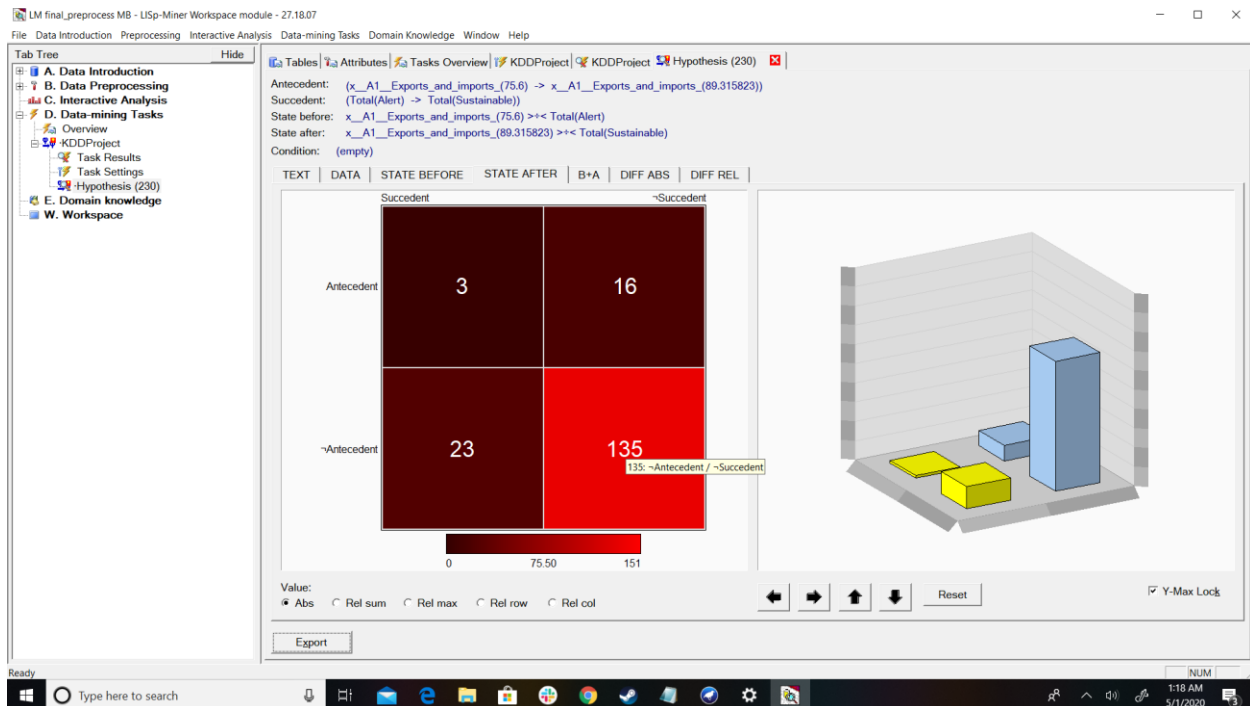 LM final_preprocess MB - LISp-Miner Workspace module - 27.18.07
File Data Introduction Preprocessing Interactive Analysis Data-mining Tasks Domain Knowledge Window Help
Tab Tree Hide
A. Data Introduction
B. Data Preprocessing
C. Interactive Analysis
D. Data-mining Tasks
Overview
KDDProject
Task Results
Task Settings
Hypothesis (230)
E. Domain knowledge
W. Workspace
Tables Attributes Tasks Overview KDDProject KDDProject Hypothesis (230)
Antecedent: (x__A1__Exports_and_imports_(75.6) -> x__A1__Exports_and_imports_(89.315823))
Succedent: (Total(Alert) -> Total(Sustainable))
State before: x__A1__Exports_and_imports_(75.6) >÷< Total(Alert)
State after: x__A1__Exports_and_imports_(89.315823) >÷< Total(Sustainable)
Condition: (empty)
TEXT DATA STATE BEFORE STATE AFTER B+A DIFF ABS DIFF REL
Succedent ¬Succedent
Antecedent 3 16
¬Antecedent 23 135
135: ¬Antecedent / ¬Succedent
0 75.50 151
Value:
Abs Rel sum Rel max Rel row Rel col
Reset
Y-Max Lock
Export
Ready
NUM
Type here to search
1:18 AM
5/1/2020
3